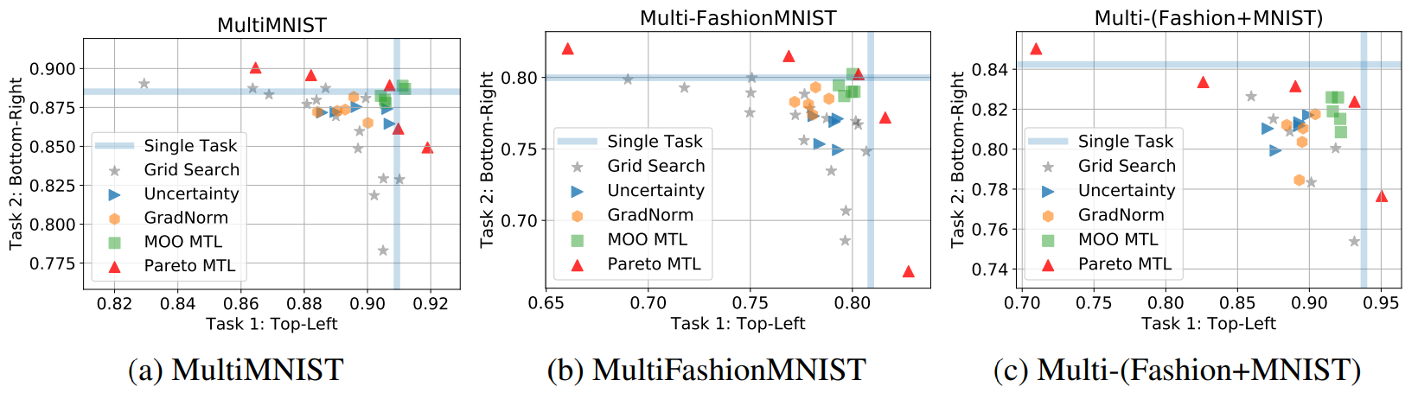 MultiMNIST
0.900
0.875
0.850
0.825
0.800
0.775
Task 2: Bottom-Right
Single Task
Grid Search
Uncertainty
GradNorm
MOO MTL
Pareto MTL
0.82 0.84 0.86 0.88 0.90 0.92
Task 1: Top-Left
(a) MultiMNIST
Multi-FashionMNIST
0.80
0.75
0.70
Task 2: Bottom-Right
Single Task
Grid Search
Uncertainty
GradNorm
MOO MTL
Pareto MTL
0.65 0.70 0.75 0.80
Task 1: Top-Left
(b) MultiFashionMNIST
Multi-(Fashion+MNIST)
0.84
0.82
0.80
0.78
0.76
0.74
Task 2: Bottom-Right
Single Task
Grid Search
Uncertainty
GradNorm
MOO MTL
Pareto MTL
0.70 0.75 0.80 0.85 0.90 0.95
Task 1: Top-Left
(c) Multi-(Fashion+MNIST)